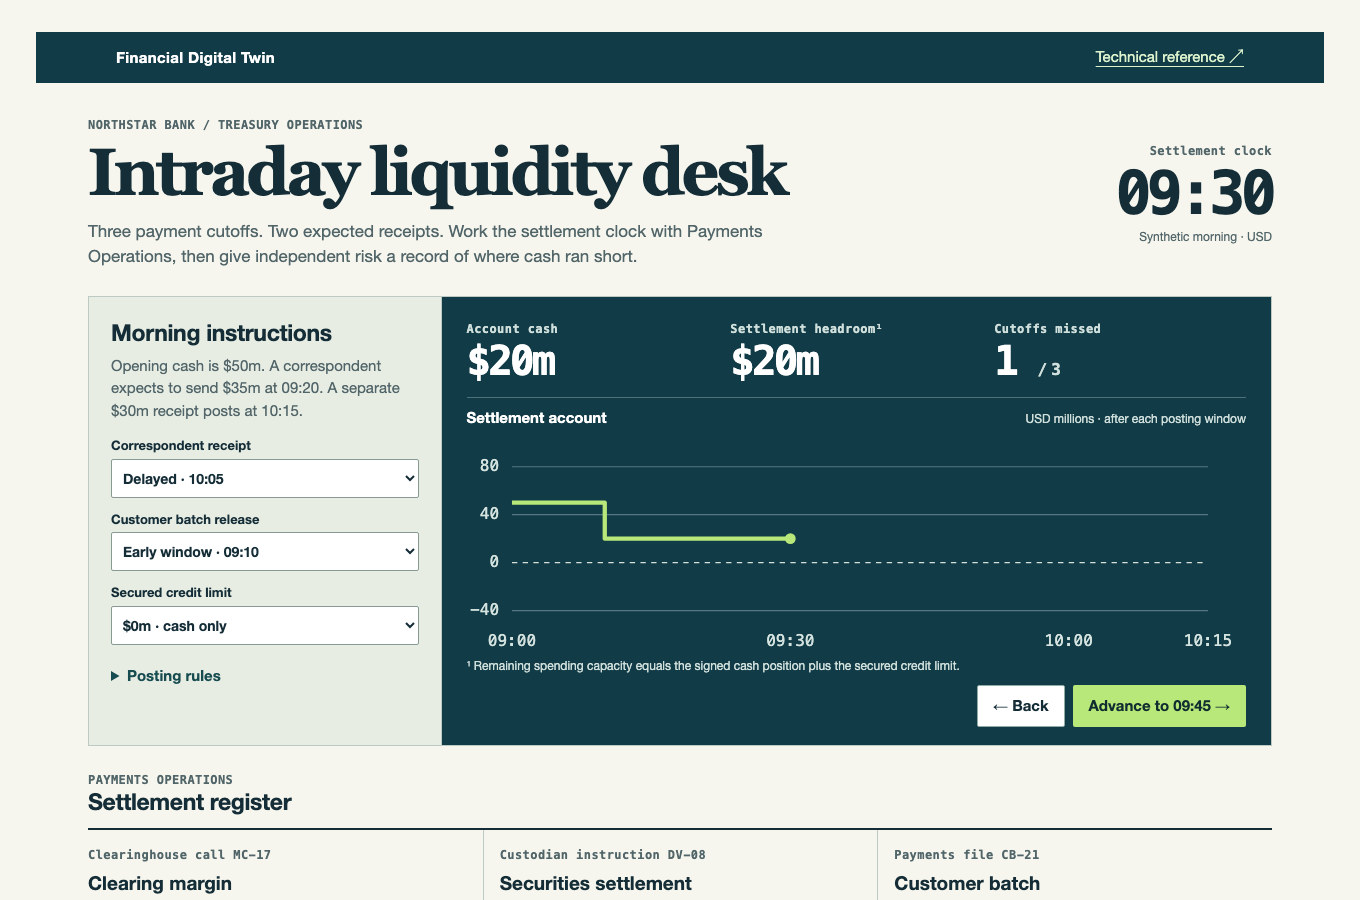 Financial Digital Twin
Technical reference ↗
NORTHSTAR BANK / TREASURY OPERATIONS
Intraday liquidity desk
Three payment cutoffs. Two expected receipts. Work the settlement clock with Payments
Operations, then give independent risk a record of where cash ran short.
Settlement clock
09:30
Synthetic morning · USD
Morning instructions
Opening cash is $50m. A correspondent
expects to send $35m at 09:20. A separate
$30m receipt posts at 10:15.
Correspondent receipt
Delayed · 10:05
Customer batch release
Early window · 09:10
Secured credit limit
$0m · cash only
Posting rules
Account cash
$20m
Settlement headroom¹
$20m
Cutoffs missed
1 / 3
Settlement account
USD millions · after each posting window
80
40
0
−40
09:00 09:30 10:00 10:15
¹ Remaining spending capacity equals the signed cash position plus the secured credit limit.
← Back
Advance to 09:45 →
PAYMENTS OPERATIONS
Settlement register
Clearinghouse call MC–17
Clearing margin
Custodian instruction DV–08
Securities settlement
Payments file CB–21
Customer batch